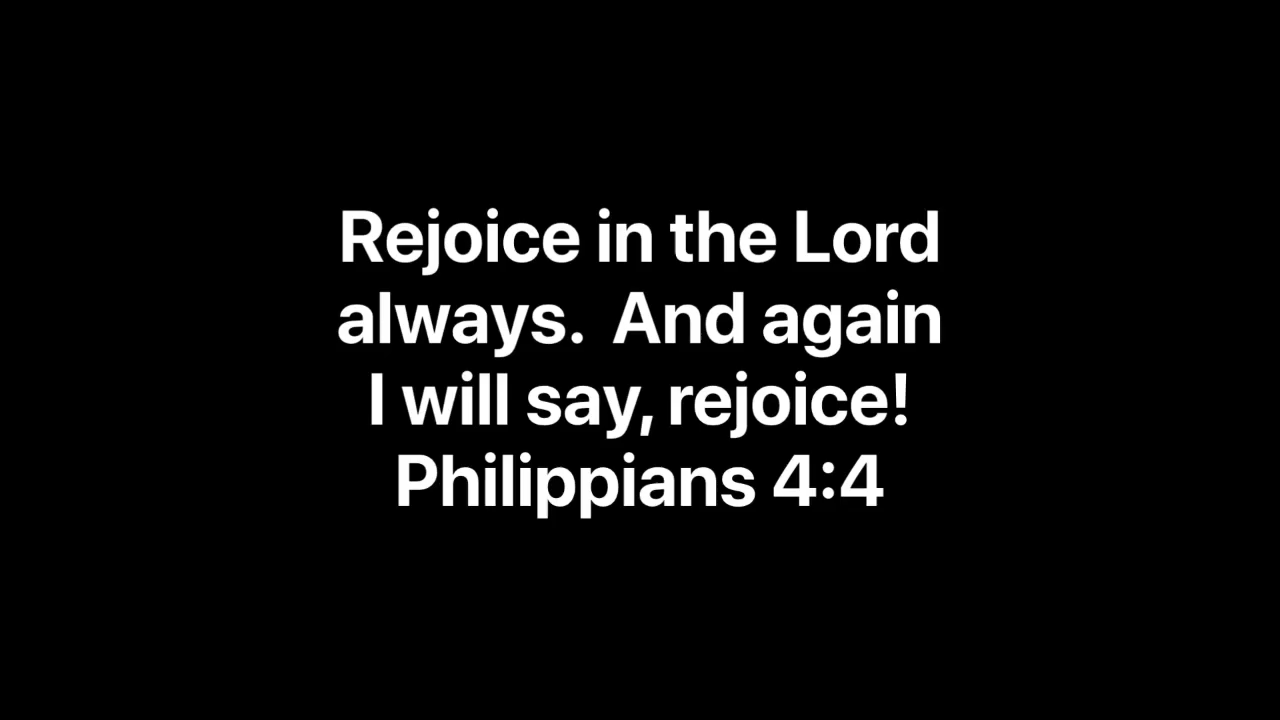 Rejoice in the Lord
always.  And again
I will say, rejoice!
Philippians 4:4